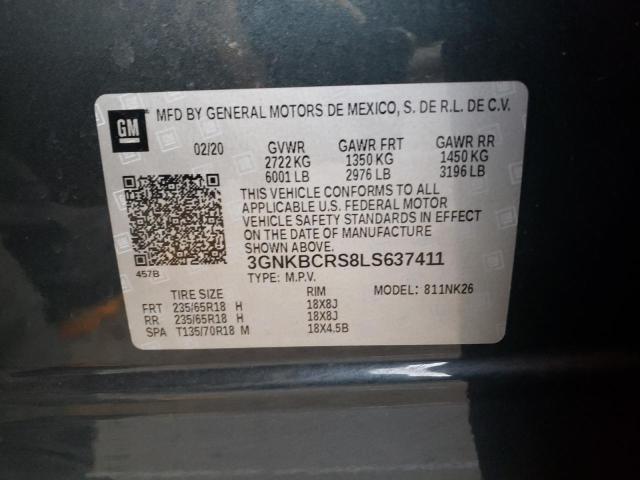 GM MFD BY GENERAL MOTORS DE MEXICO, S. DE R.L. DE C.V.
02/20 GVWR GAWR FRT GAWR RR
2722 KG 1350 KG 1450 KG
6001 LB 2976 LB 3196 LB
THIS VEHICLE CONFORMS TO ALL
APPLICABLE U.S. FEDERAL MOTOR
VEHICLE SAFETY STANDARDS IN EFFECT
ON THE DATE OF MANUFACTURE
SHOWN ABOVE.
457B 3GNKBCRS8LS637411
TYPE: M.P.V. MODEL: 811NK26
TIRE SIZE RIM
FRT 235/65R18 H 18X8J
RR 235/65R18 H 18X8J
SPA T135/70R18 M 18X4.5B